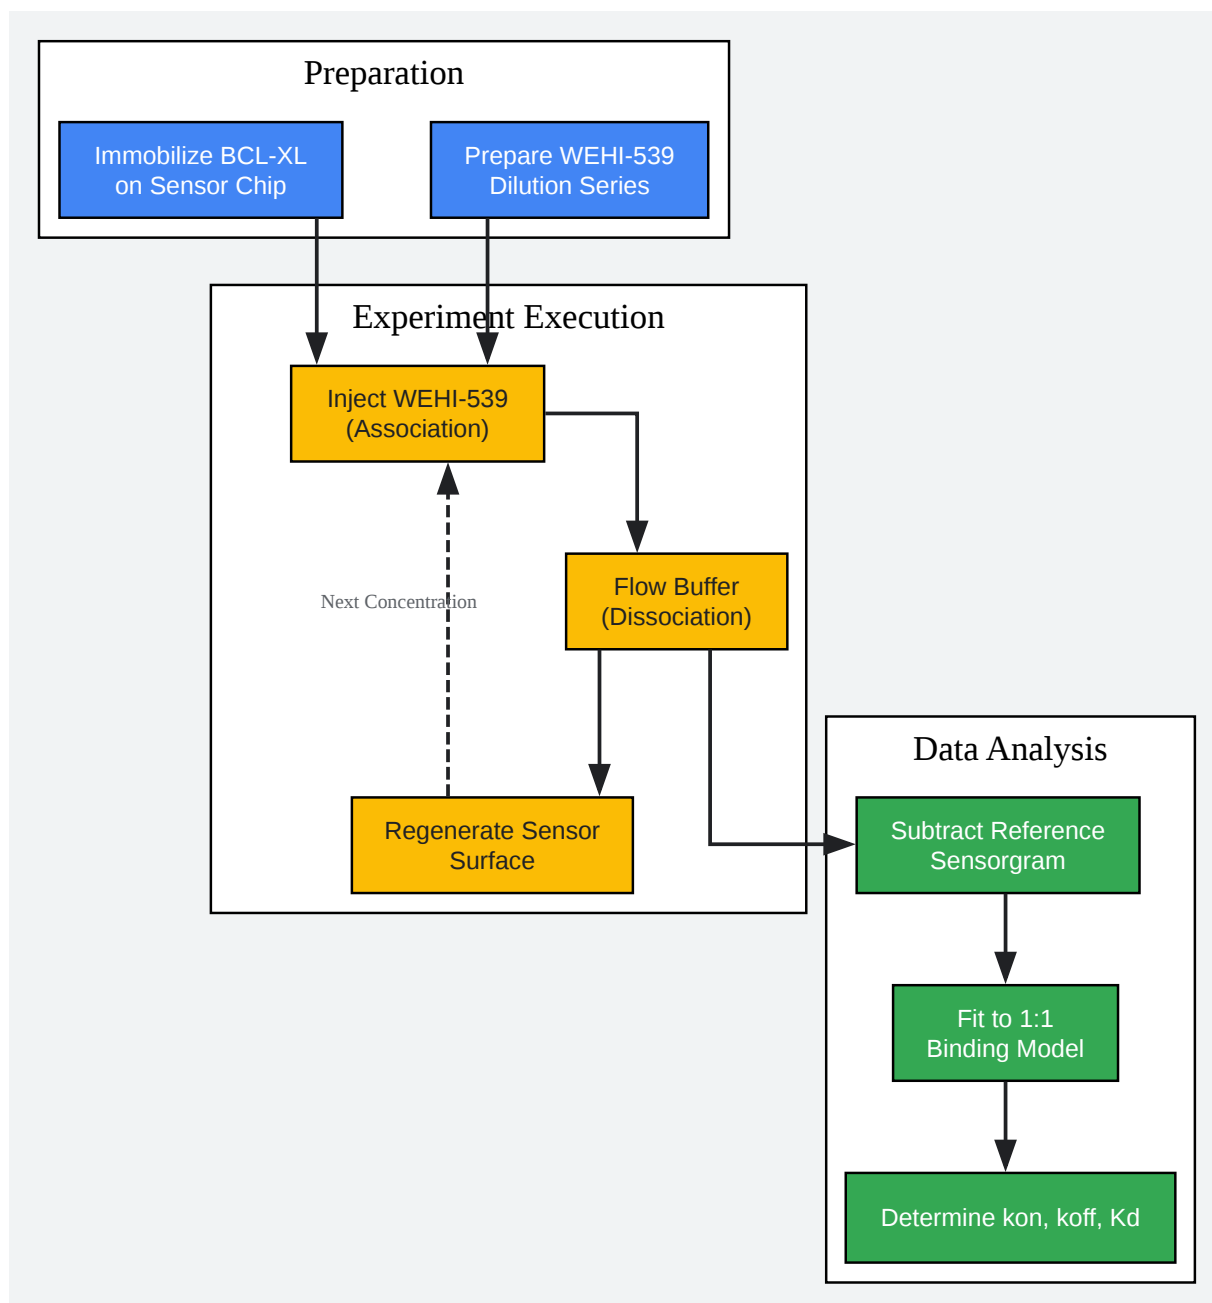 Preparation
Immobilize BCL-XL
on Sensor Chip
Prepare WEHI-539
Dilution Series
Experiment Execution
Inject WEHI-539
(Association)
Next Concentration
Flow Buffer
(Dissociation)
Regenerate Sensor
Surface
Data Analysis
Subtract Reference
Sensorgram
Fit to 1:1
Binding Model
Determine kon, koff, Kd